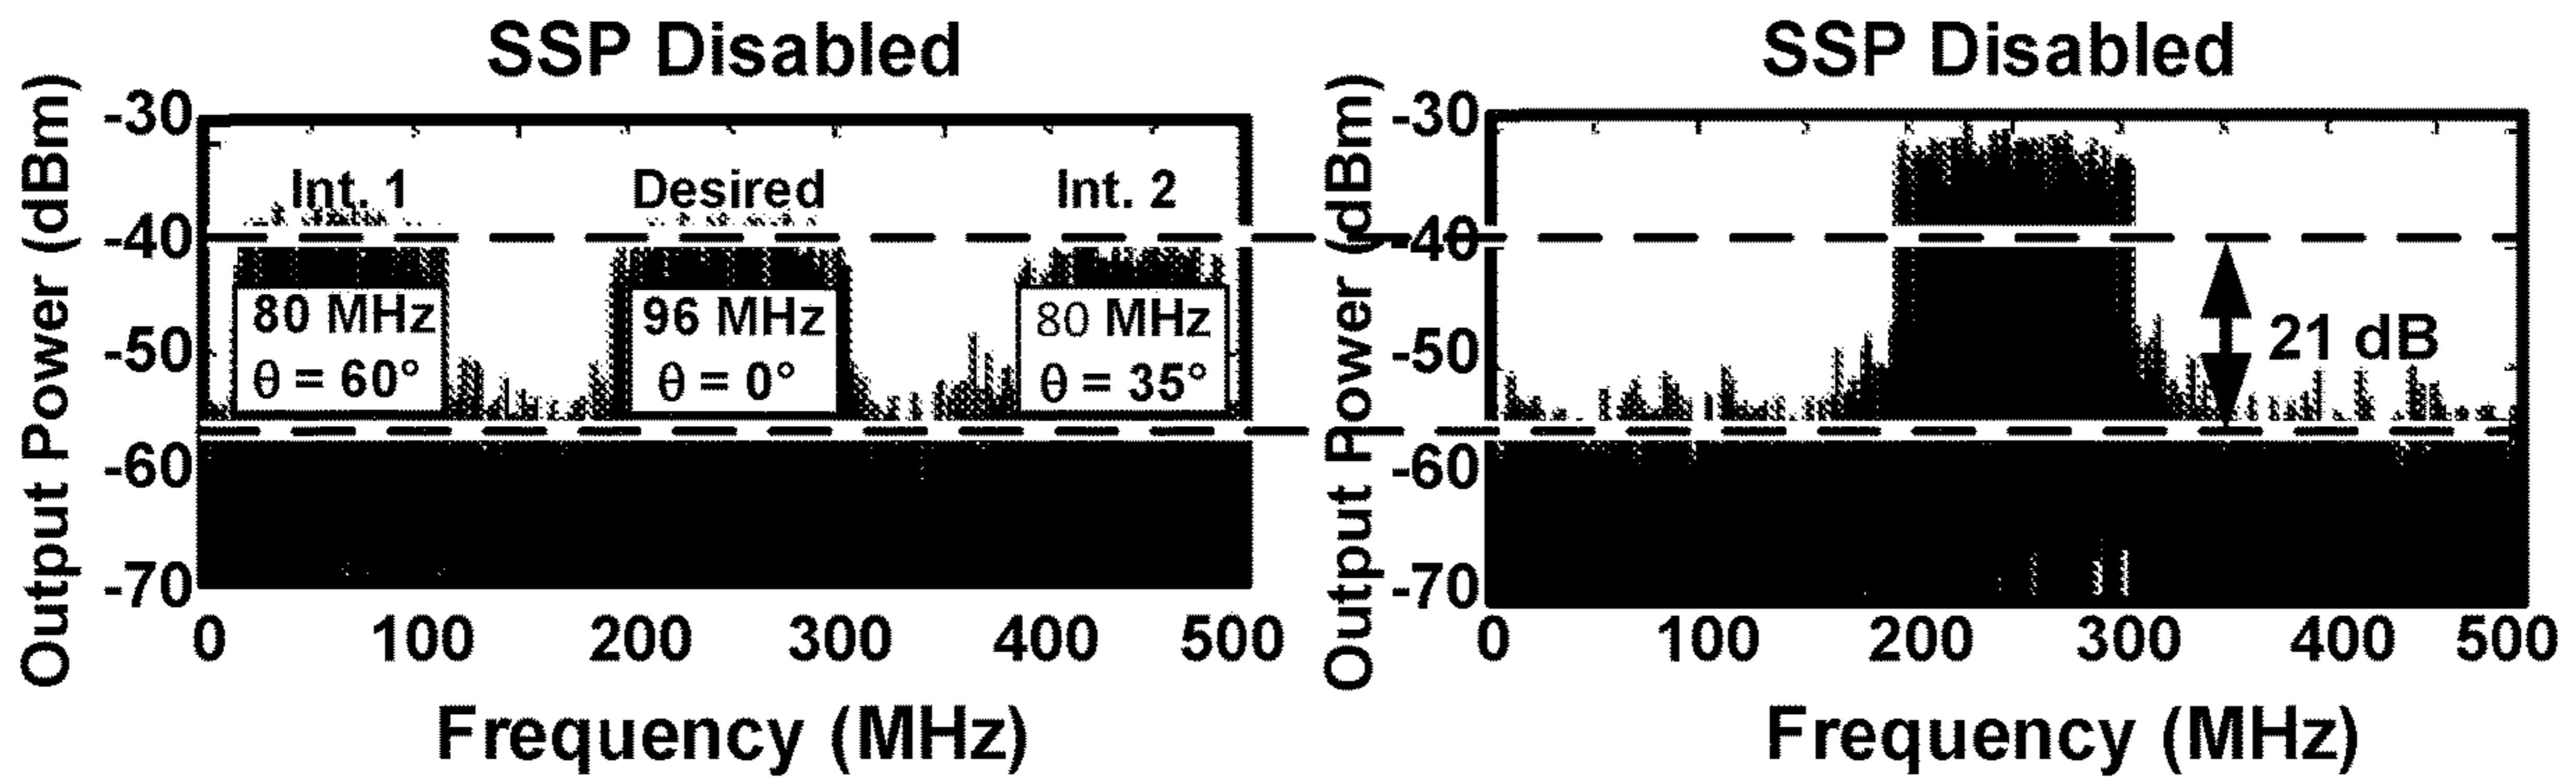 SSP Disabled
Output Power (dBm)
-30
-40
-50
-60
-70
Int. 1
Desired
Int. 2
80 MHz
θ = 60°
96 MHz
θ = 0°
80 MHz
θ = 35°
0 100 200 300 400 500
Frequency (MHz)
SSP Disabled
Output Power (dBm)
-30
-40
-50
-60
-70
21 dB
0 100 200 300 400 500
Frequency (MHz)